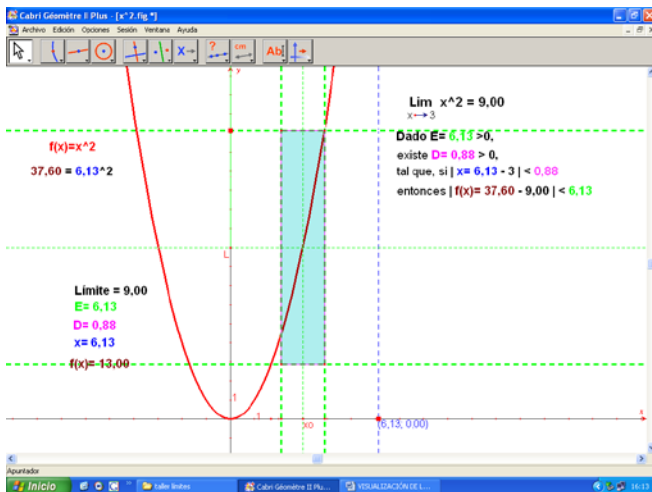 Cabri Géomètre II Plus - [x^2.fig *]
Archivo Edición Opciones Sesión Ventana Ayuda
y
Lim x^2 = 9,00
x→3
f(x)=x^2
37,60 = 6,13^2
Dado E= 6,13 >0,
existe D= 0,88 > 0,
tal que, si | x= 6,13 - 3 | < 0,88
entonces | f(x)= 37,60 - 9,00 | < 6,13
L
Límite = 9,00
E= 6,13
D= 0,88
x= 6,13
f(x)= 13,00
1
1
x0
(6,13; 0,00)
x
Apuntador
Inicio
taller limites
Cabri Géomètre II Plu...
VISUALIZACIÓN DE L...
16:13